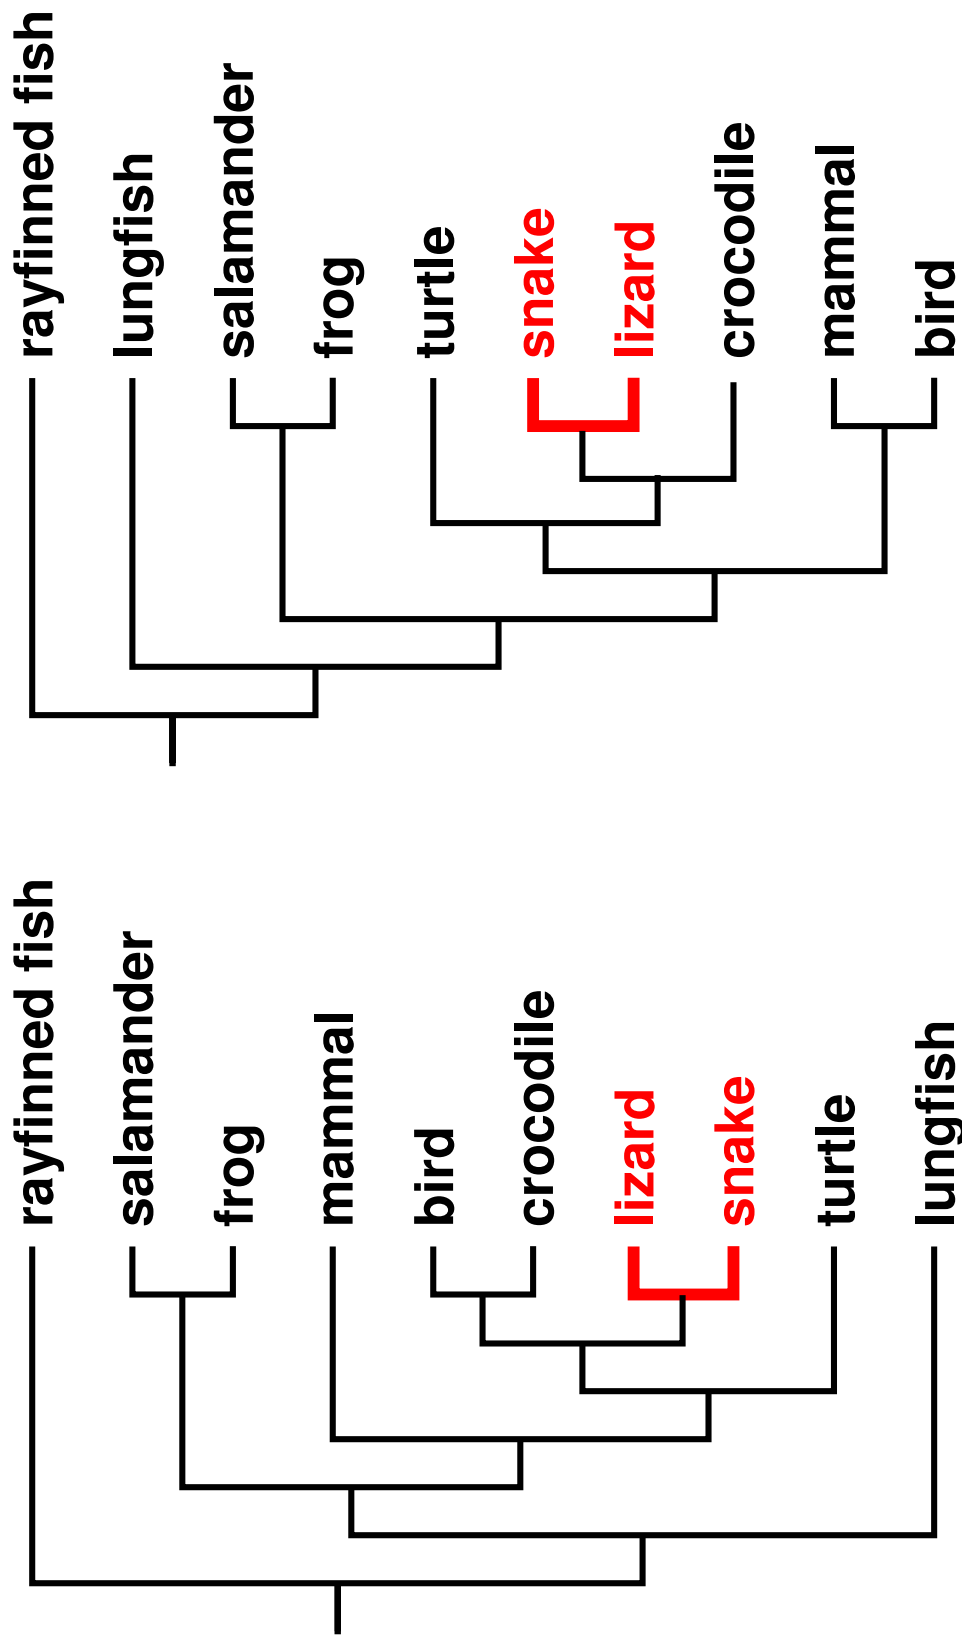 rayfinned fish
lungfish
salamander
frog
turtle
snake
lizard
crocodile
mammal
bird
rayfinned fish
salamander
frog
mammal
bird
crocodile
lizard
snake
turtle
lungfish